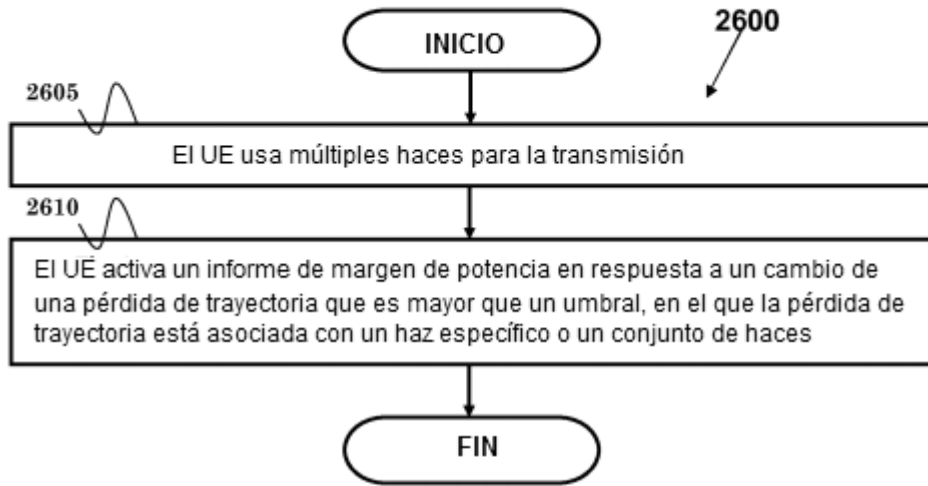 INICIO
2600
2605
El UE usa múltiples haces para la transmisión
2610
El UE activa un informe de margen de potencia en respuesta a un cambio de
una pérdida de trayectoria que es mayor que un umbral, en el que la pérdida de
trayectoria está asociada con un haz específico o un conjunto de haces
FIN